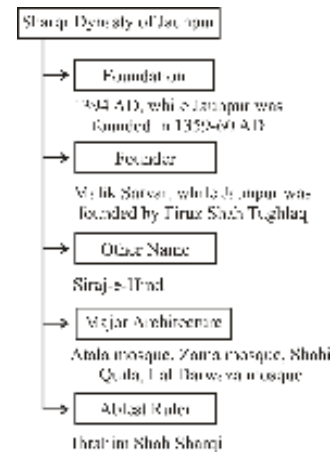 Sharqi Dynasty of Jaunpur
Foundation
1394 AD, while Jaunpur was
founded in 1359-60 AD
Founder
Malik Sarvar, while Jaunpur was
founded by Firuz Shah Tughlaq
Other Name
Siraj-e-Hind
Major Architecture
Atala mosque, Zama mosque, Shahi
Quila, Lal Darwaza mosque
Ablest Ruler
Ibrahim Shah Sharqi